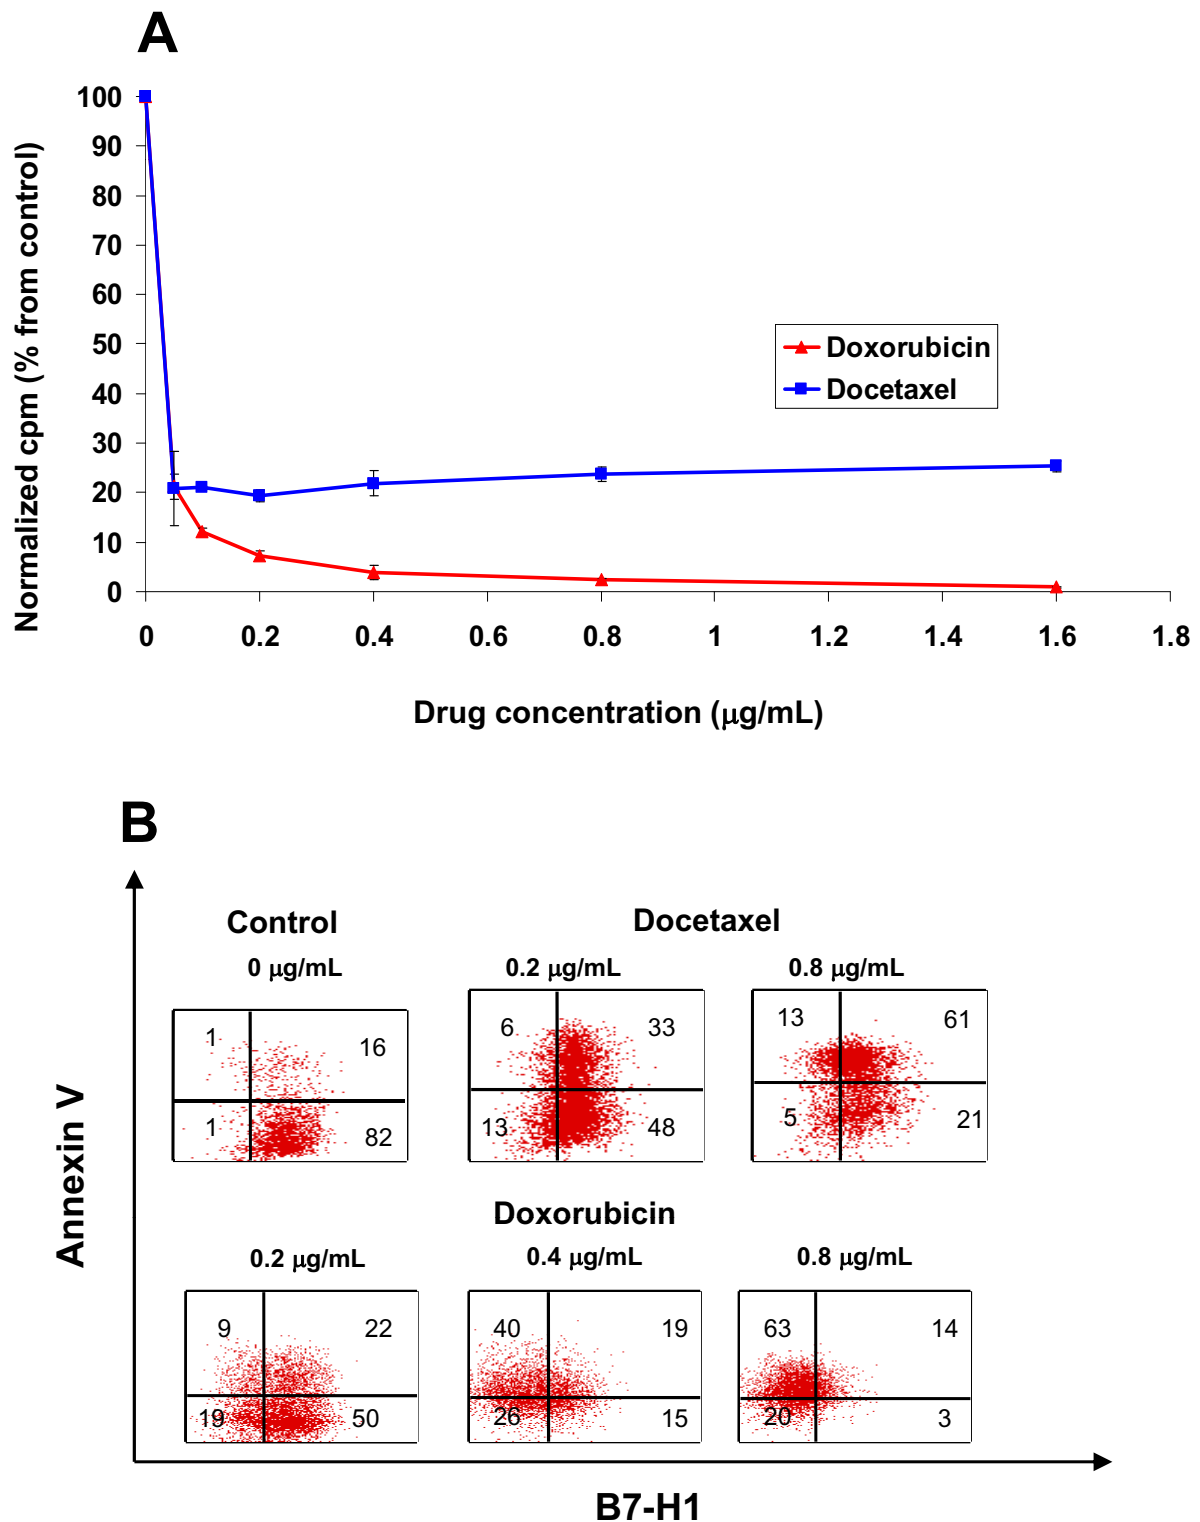 A
Normalized cpm (% from control)
100
90
80
70
60
50
40
30
20
10
0
Doxorubicin
Docetaxel
0 0.2 0.4 0.6 0.8 1 1.2 1.4 1.6 1.8
Drug concentration (μg/mL)
B
Annexin V
Control
Docetaxel
0 μg/mL
0.2 μg/mL
0.8 μg/mL
1 16
1 82
6 33
13 48
13 61
5 21
Doxorubicin
0.2 μg/mL
0.4 μg/mL
0.8 μg/mL
9 22
19 50
40 19
26 15
63 14
20 3
B7-H1